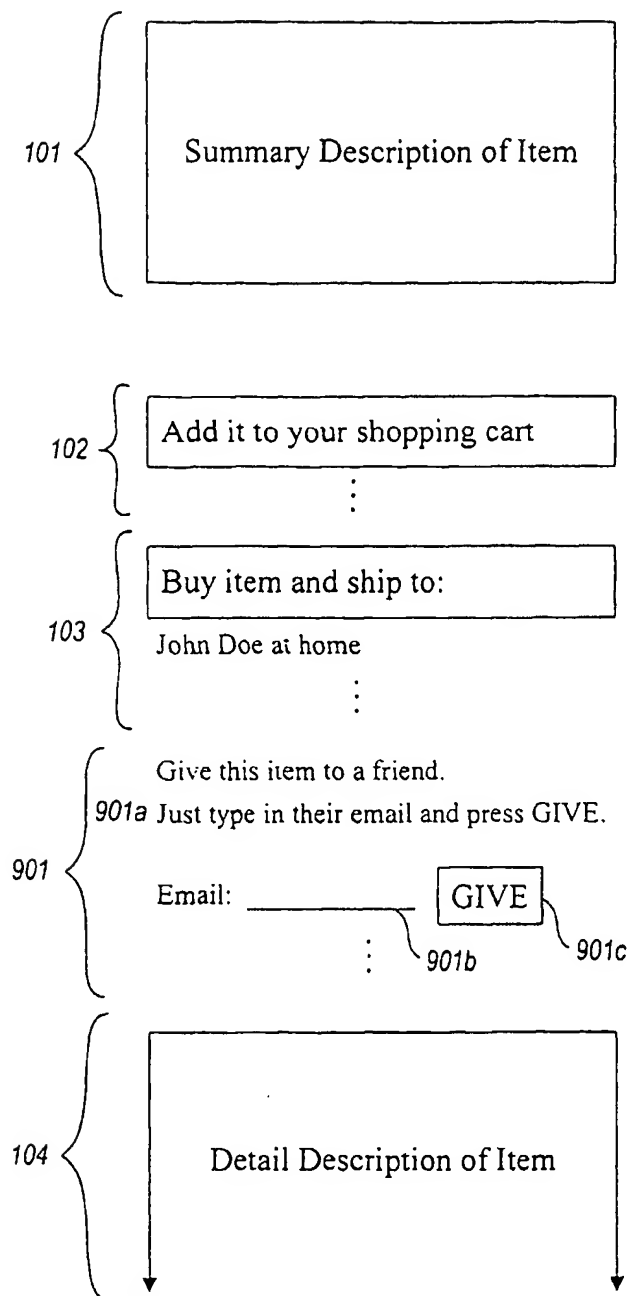 101
Summary Description of Item
102
Add it to your shopping cart
103
Buy item and ship to:
John Doe at home
901
Give this item to a friend.
901a Just type in their email and press GIVE.
Email: GIVE
901b
901c
104
Detail Description of Item